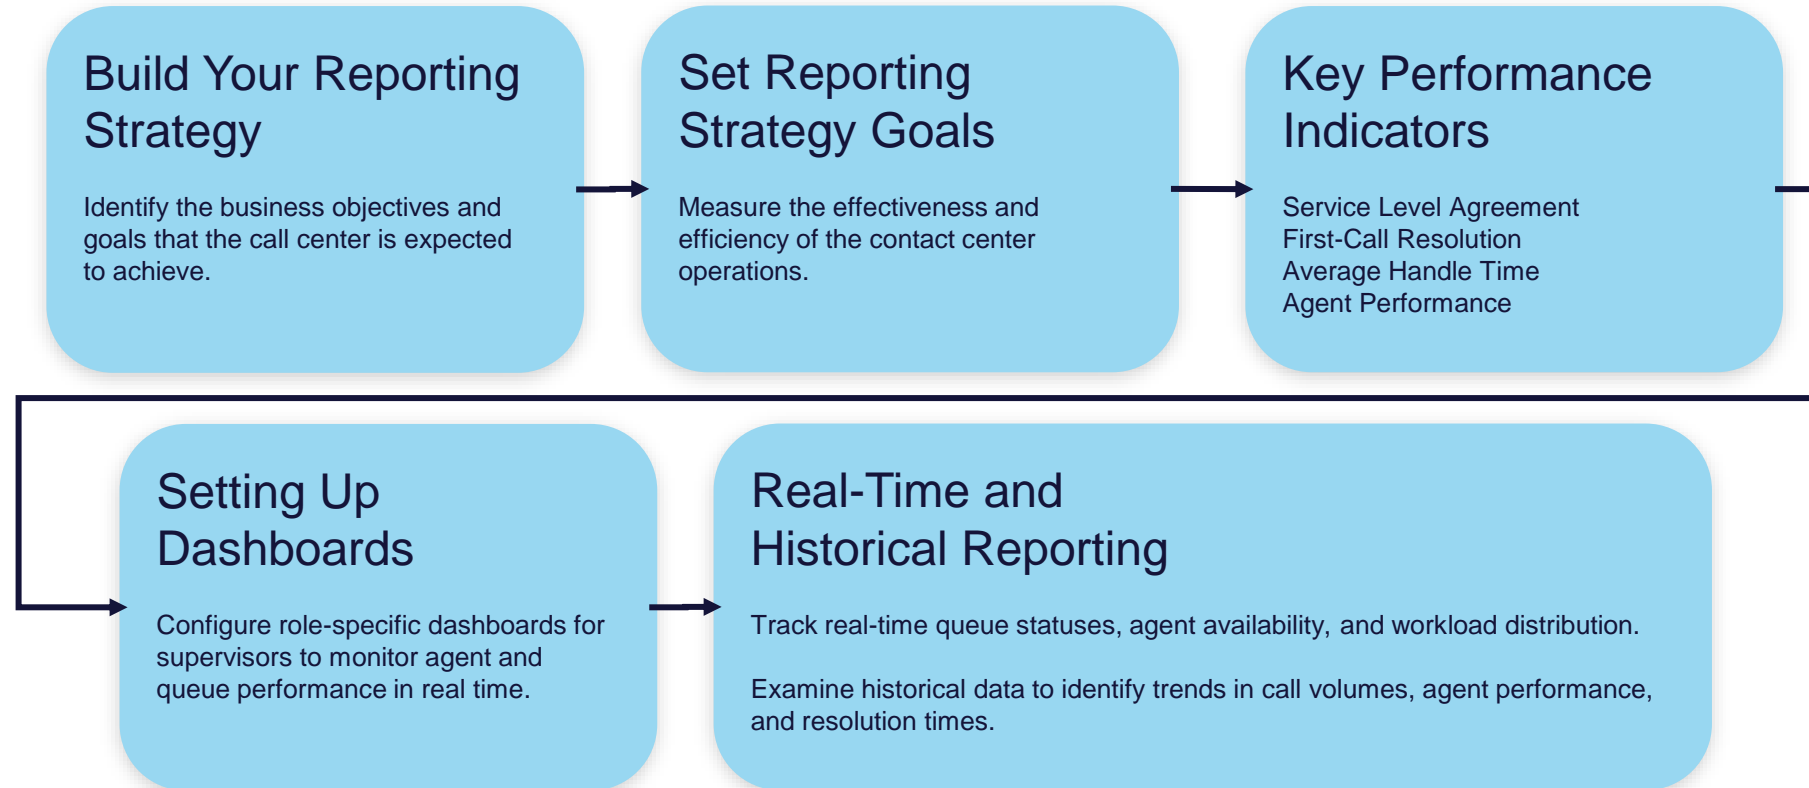 Build Your Reporting
Strategy
Identify the business objectives and
goals that the call center is expected
to achieve.
Set Reporting
Strategy Goals
Measure the effectiveness and
efficiency of the contact center
operations.
Key Performance
Indicators
Service Level Agreement
First-Call Resolution
Average Handle Time
Agent Performance
Setting Up
Dashboards
Configure role-specific dashboards for
supervisors to monitor agent and
queue performance in real time.
Real-Time and
Historical Reporting
Track real-time queue statuses, agent availability, and workload distribution.
Examine historical data to identify trends in call volumes, agent performance,
and resolution times.